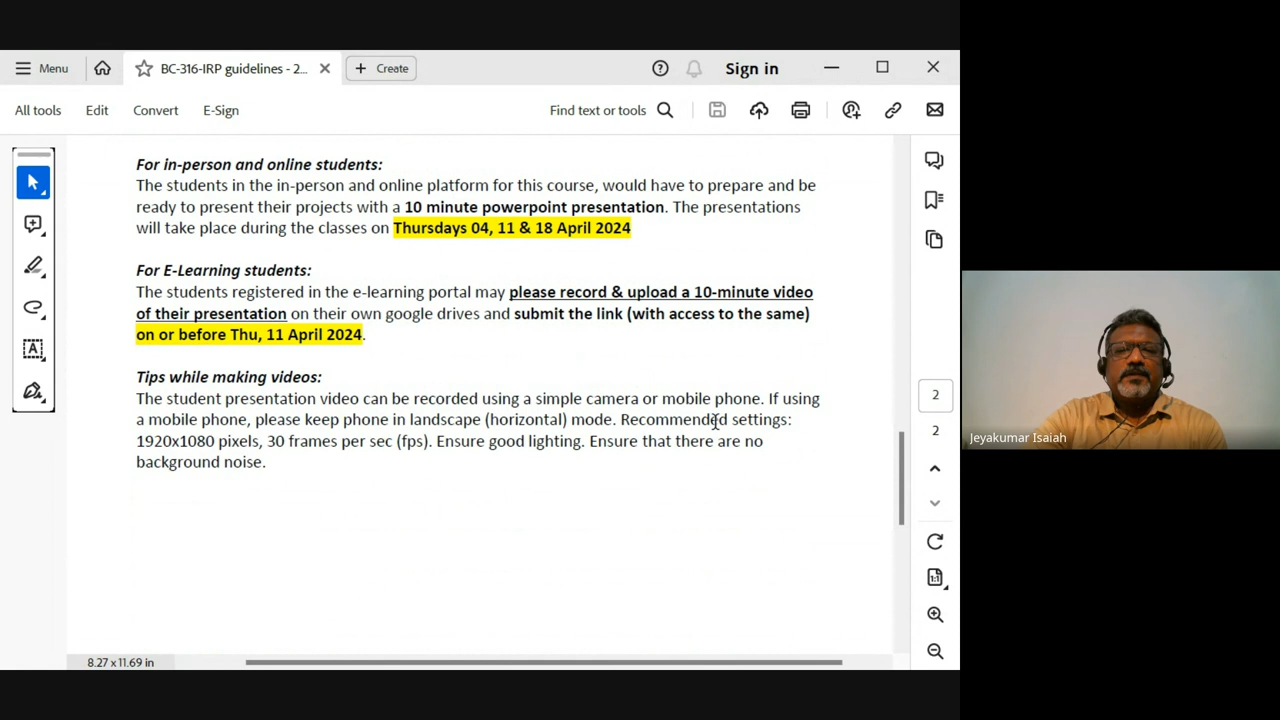 Menu
BC-316-IRP guidelines - 2...
Create
Sign in
All tools
Edit
Convert
E-Sign
Find text or tools
For in-person and online students:
The students in the in-person and online platform for this course, would have to prepare and be
ready to present their projects with a 10 minute powerpoint presentation. The presentations
will take place during the classes on Thursdays 04, 11 & 18 April 2024
For E-Learning students:
The students registered in the e-learning portal may please record & upload a 10-minute video
of their presentation on their own google drives and submit the link (with access to the same)
on or before Thu, 11 April 2024.
Tips while making videos:
The student presentation video can be recorded using a simple camera or mobile phone. If using
a mobile phone, please keep phone in landscape (horizontal) mode. Recommended settings:
1920x1080 pixels, 30 frames per sec (fps). Ensure good lighting. Ensure that there are no
background noise.
2
2
1:1
8.27 x 11.69 in
Jeyakumar Isaiah